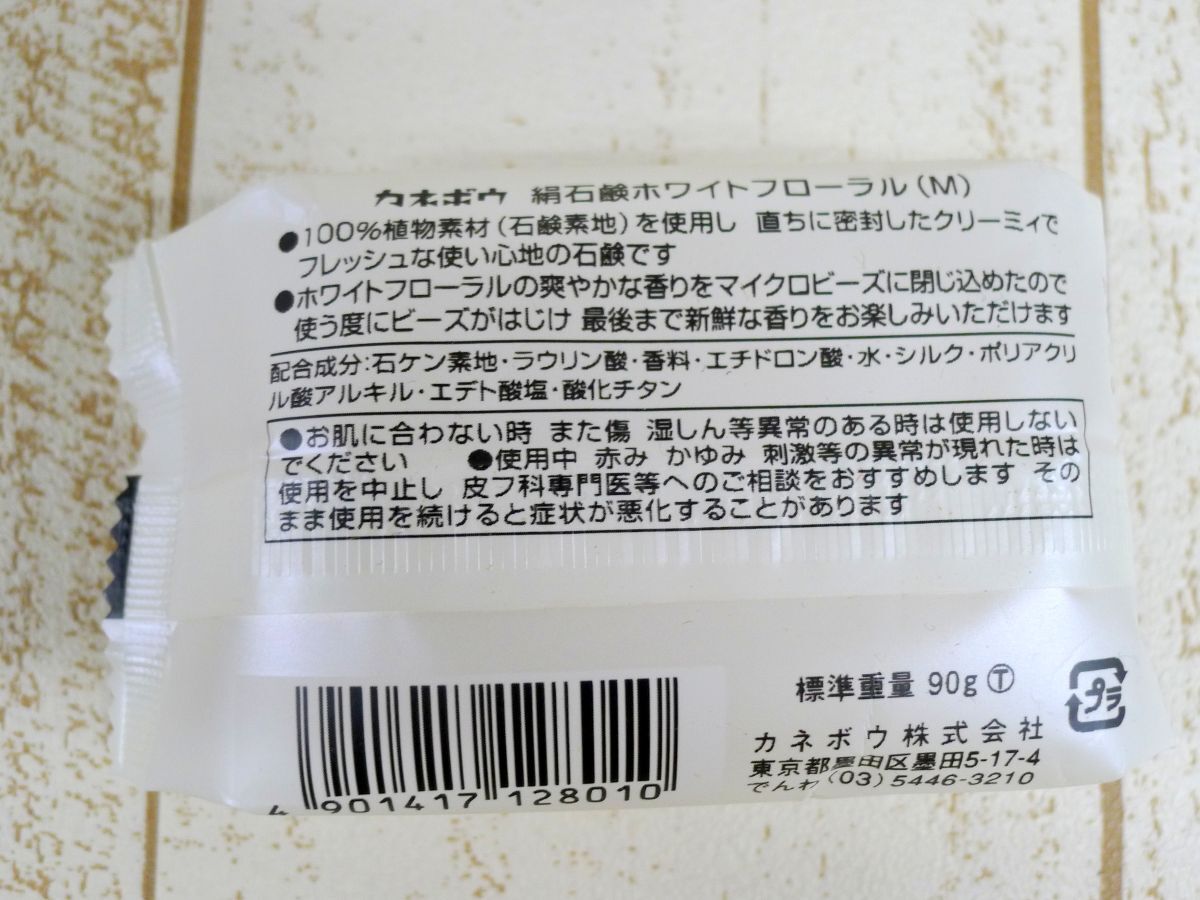 カネボウ 絹石鹸ホワイトフローラル(M)
●100%植物素材(石鹸素地)を使用し 直ちに密封したクリーミィで
フレッシュな使い心地の石鹸です
●ホワイトフローラルの爽やかな香りをマイクロビーズに閉じ込めたので
使う度にビーズがはじけ 最後まで新鮮な香りをお楽しみいただけます
配合成分:石ケン素地・ラウリン酸・香料・エチドロン酸・水・シルク・ポリアクリ
ル酸アルキル・エデト酸塩・酸化チタン
●お肌に合わない時 また傷 湿しん等異常のある時は使用しない
でください ●使用中 赤み かゆみ 刺激等の異常が現れた時は
使用を中止し 皮フ科専門医等へのご相談をおすすめします その
まま使用を続けると症状が悪化することがあります
標準重量 90g Ⓣ
プラ
カネボウ株式会社
東京都墨田区墨田5-17-4
でんわ (03) 5446-3210
4 901417 128010